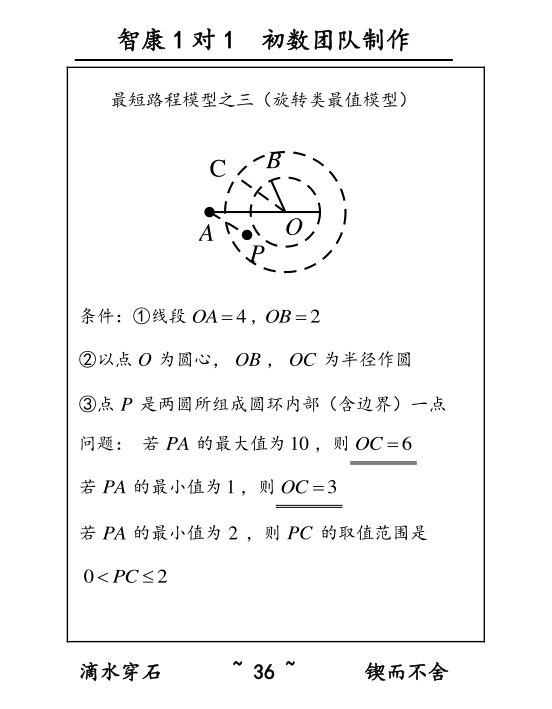 智康1对1 初数团队制作
最短路程模型之三（旋转类最值模型）
C
B
A
O
P
条件：①线段 OA=4，OB=2
②以点 O 为圆心，OB，OC 为半径作圆
③点 P 是两圆所组成圆环内部（含边界）一点
问题： 若 PA 的最大值为10，则 OC=6
若 PA 的最小值为1，则 OC=3
若 PA 的最小值为 2，则 PC 的取值范围是
0<PC≤2
滴水穿石 ~ 36 ~ 锲而不舍